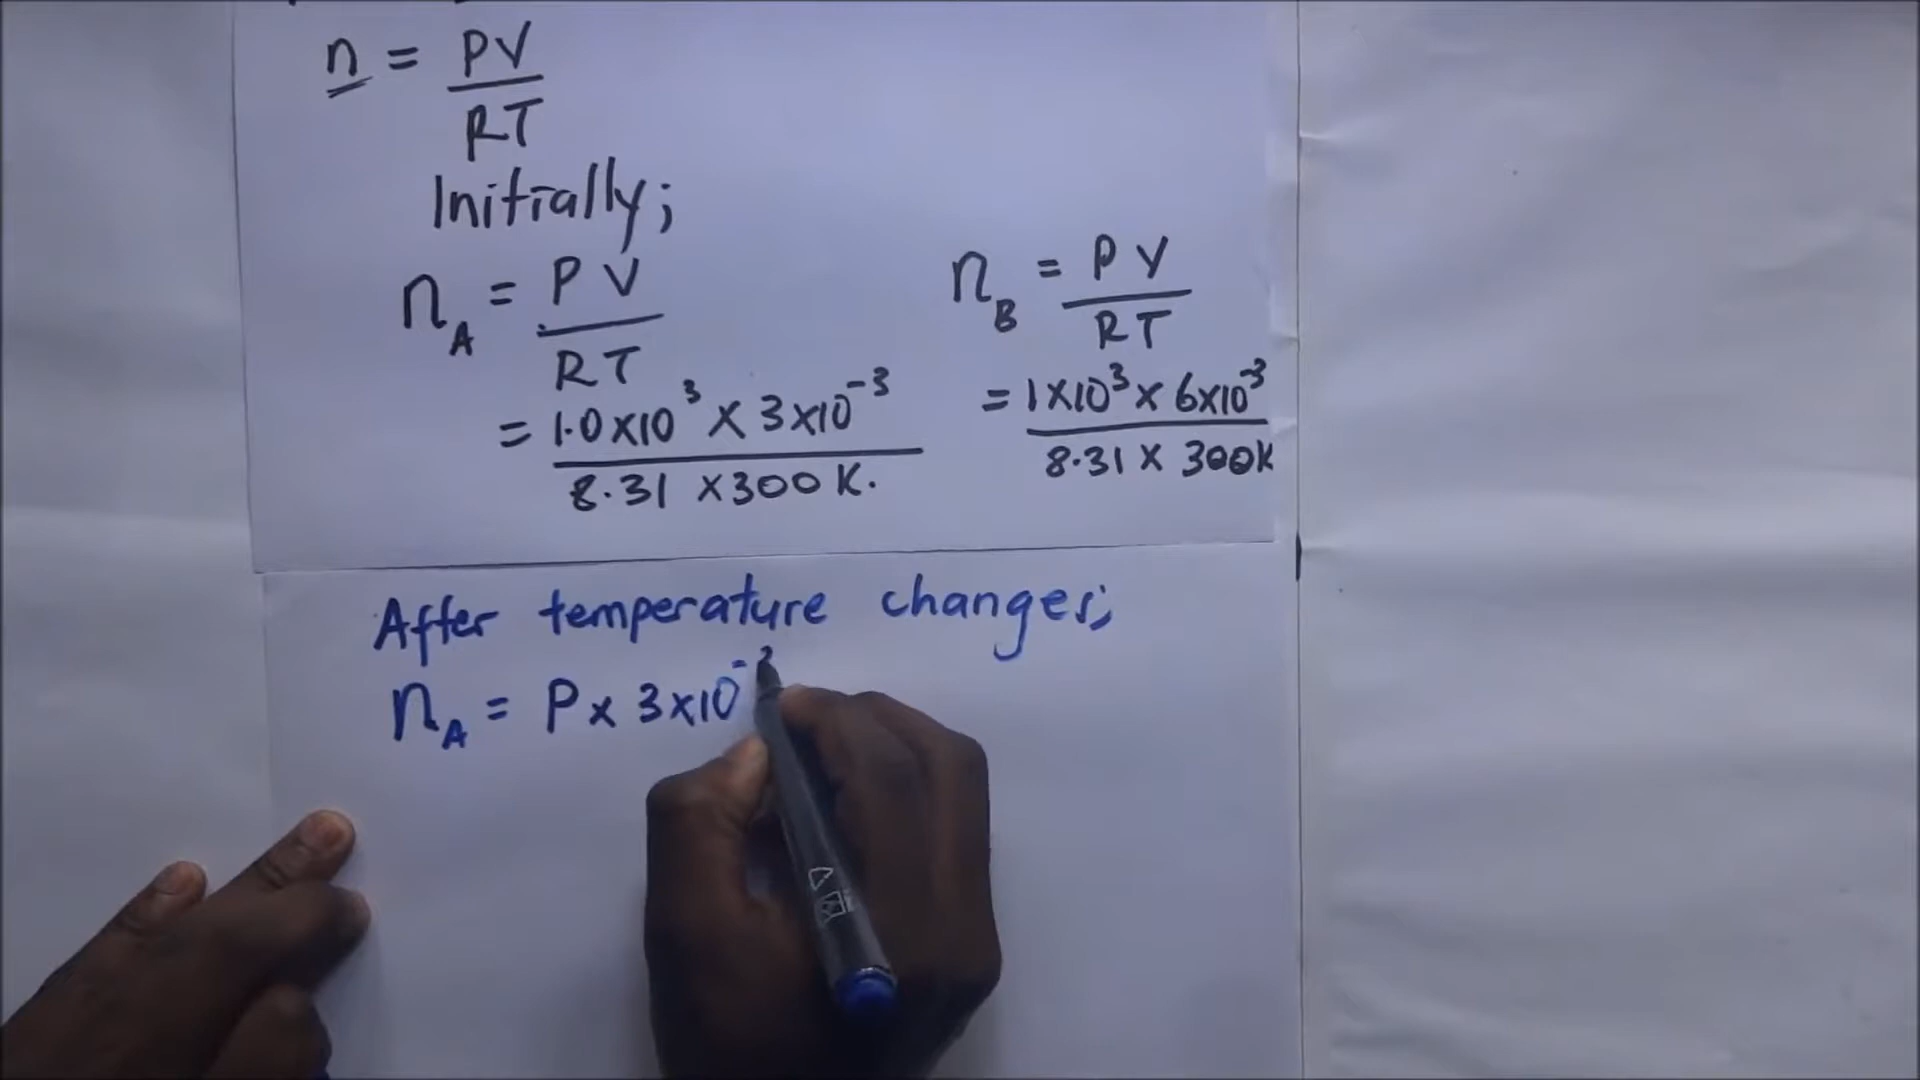 n = PV/RT
Initially;
n_A = PV/RT
= 1.0×10³ × 3×10⁻³ / 8.31 × 300 K.
n_B = PV/RT
= 1×10³ × 6×10⁻³ / 8.31 × 300K
After temperature changes;
n_A = P × 3×10⁻